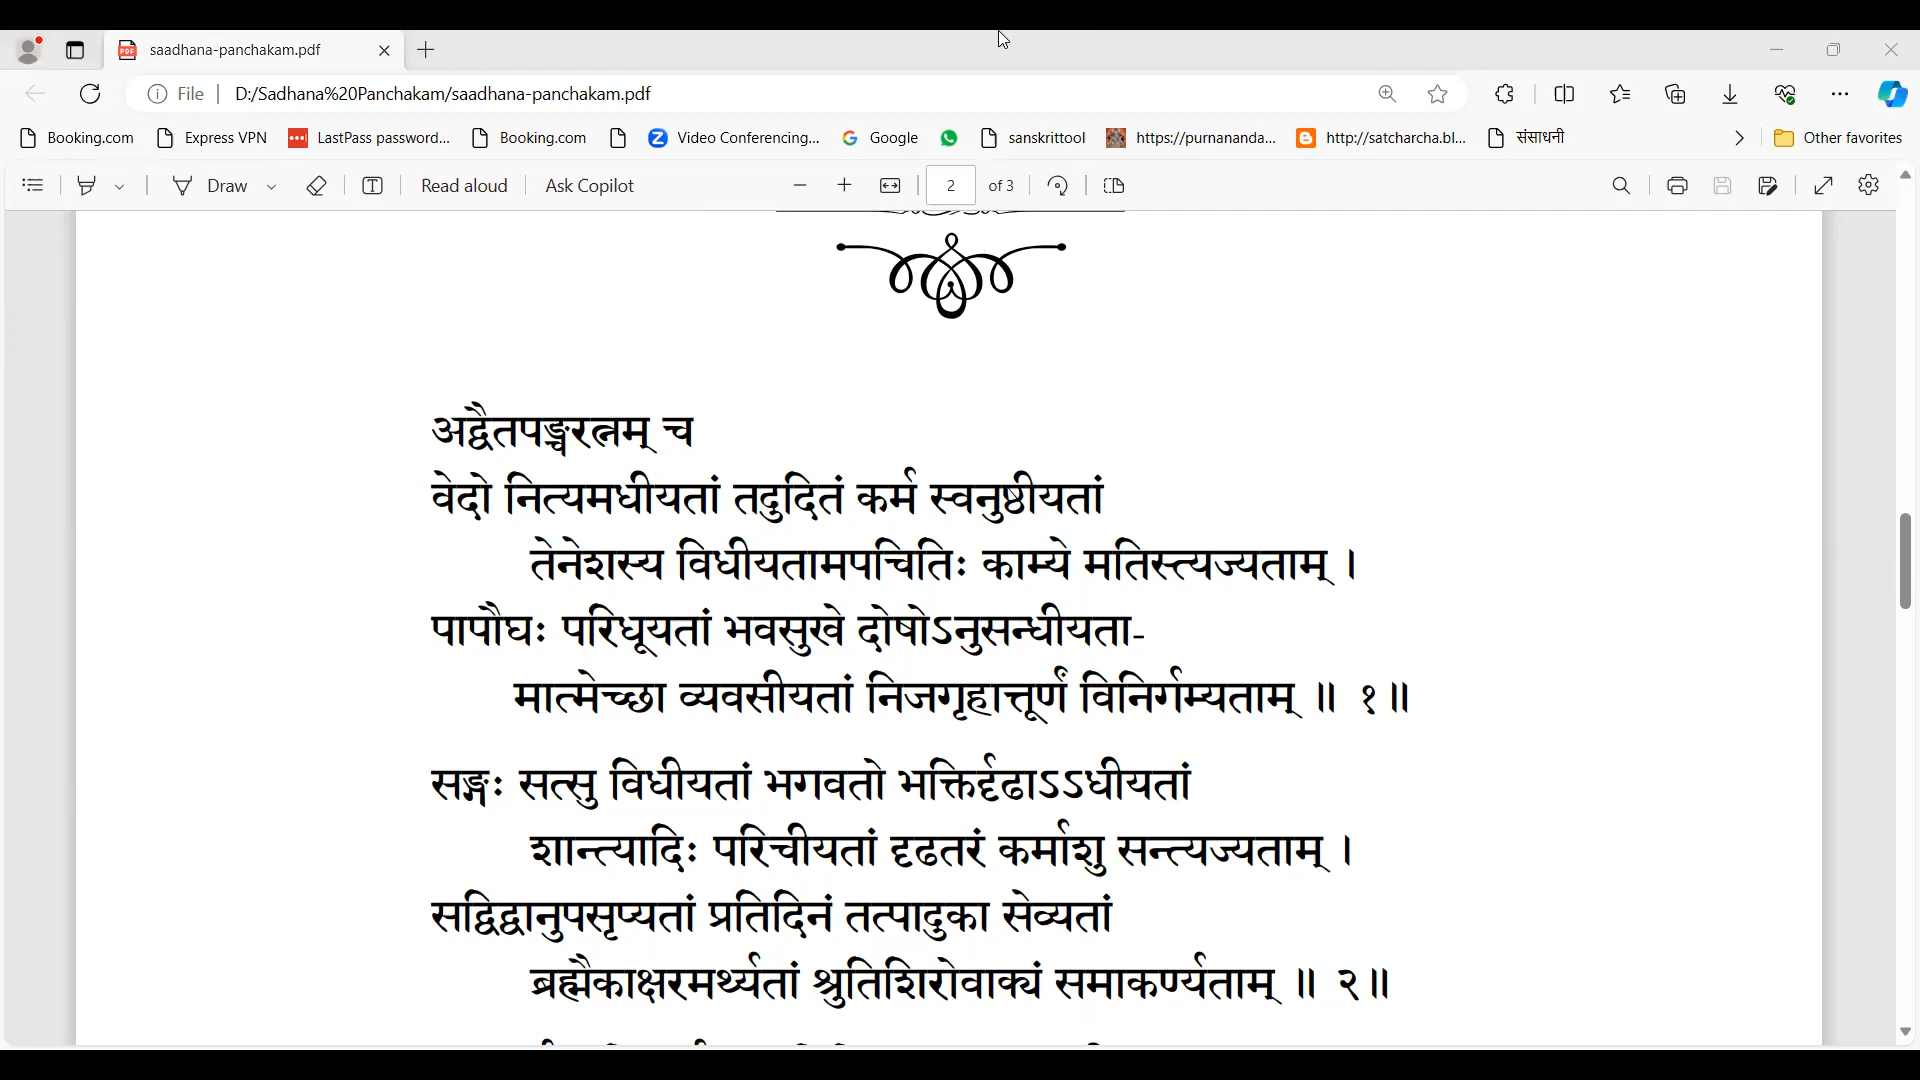 saadhana-panchakam.pdf
File D:/Sadhana%20Panchakam/saadhana-panchakam.pdf
Booking.com Express VPN LastPass password... Booking.com Video Conferencing... Google sanskrittool https://purnananda... http://satcharcha.bl... संसाधनी Other favorites
Draw Read aloud Ask Copilot 2 of 3
अद्वैतपञ्चरत्नम् च
वेदो नित्यमधीयतां तदुदितं कर्म स्वनुष्ठीयतां
तेनेशस्य विधीयतामपचितिः काम्ये मतिस्त्यज्यताम् ।
पापौघः परिधूयतां भवसुखे दोषोऽनुसन्धीयता-
मात्मेच्छा व्यवसीयतां निजगृहात्तूर्णं विनिर्गम्यताम् ॥ १॥
सङ्गः सत्सु विधीयतां भगवतो भक्तिर्दृढाऽऽधीयतां
शान्त्यादिः परिचीयतां दृढतरं कर्माशु सन्त्यज्यताम् ।
सद्विद्वानुपसृप्यतां प्रतिदिनं तत्पादुका सेव्यतां
ब्रह्मैकाक्षरमर्थ्यतां श्रुतिशिरोवाक्यं समाकर्ण्यताम् ॥ २॥